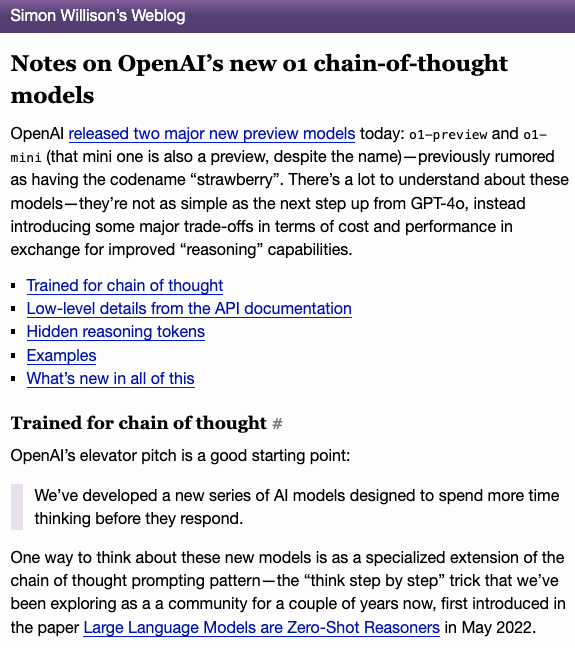 Simon Willison’s Weblog
Notes on OpenAI’s new o1 chain-of-thought
models
OpenAI released two major new preview models today: o1-preview and o1-
mini (that mini one is also a preview, despite the name)—previously rumored
as having the codename “strawberry”. There’s a lot to understand about these
models—they’re not as simple as the next step up from GPT-4o, instead
introducing some major trade-offs in terms of cost and performance in
exchange for improved “reasoning” capabilities.
Trained for chain of thought
Low-level details from the API documentation
Hidden reasoning tokens
Examples
What’s new in all of this
Trained for chain of thought #
OpenAI’s elevator pitch is a good starting point:
We’ve developed a new series of AI models designed to spend more time
thinking before they respond.
One way to think about these new models is as a specialized extension of the
chain of thought prompting pattern—the “think step by step” trick that we’ve
been exploring as a a community for a couple of years now, first introduced in
the paper Large Language Models are Zero-Shot Reasoners in May 2022.